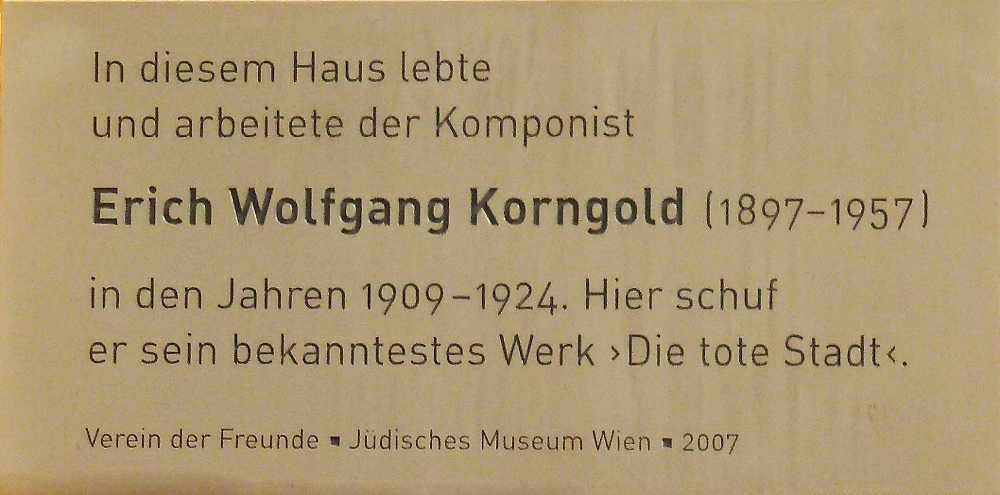 In diesem Haus lebte
und arbeitete der Komponist
Erich Wolfgang Korngold (1897–1957)
in den Jahren 1909–1924. Hier schuf
er sein bekanntestes Werk ›Die tote Stadt‹.
Verein der Freunde ▪ Jüdisches Museum Wien ▪ 2007